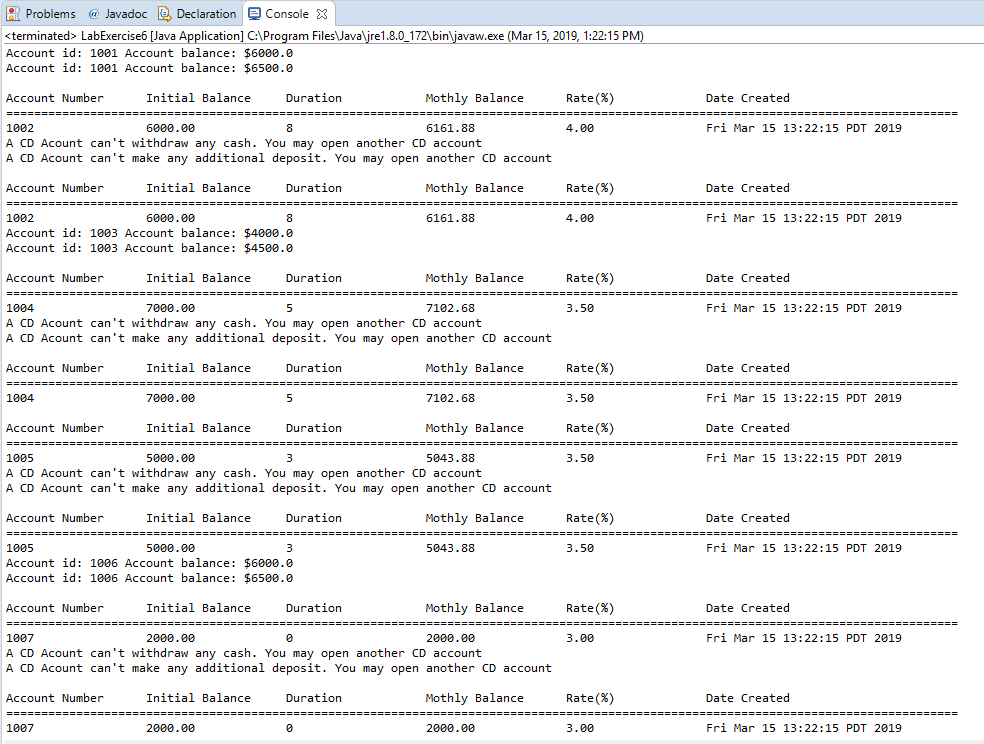 Problems @ Javadoc Declaration Console
<terminated> LabExercise6 [Java Application] C:\Program Files\Java\jre1.8.0_172\bin\javaw.exe (Mar 15, 2019, 1:22:15 PM)
Account id: 1001 Account balance: $6000.0
Account id: 1001 Account balance: $6500.0
Account Number Initial Balance Duration Mothly Balance Rate(%) Date Created
========================================================================================================================================
1002 6000.00 8 6161.88 4.00 Fri Mar 15 13:22:15 PDT 2019
A CD Acount can't withdraw any cash. You may open another CD account
A CD Acount can't make any additional deposit. You may open another CD account
Account Number Initial Balance Duration Mothly Balance Rate(%) Date Created
========================================================================================================================================
1002 6000.00 8 6161.88 4.00 Fri Mar 15 13:22:15 PDT 2019
Account id: 1003 Account balance: $4000.0
Account id: 1003 Account balance: $4500.0
Account Number Initial Balance Duration Mothly Balance Rate(%) Date Created
========================================================================================================================================
1004 7000.00 5 7102.68 3.50 Fri Mar 15 13:22:15 PDT 2019
A CD Acount can't withdraw any cash. You may open another CD account
A CD Acount can't make any additional deposit. You may open another CD account
Account Number Initial Balance Duration Mothly Balance Rate(%) Date Created
========================================================================================================================================
1004 7000.00 5 7102.68 3.50 Fri Mar 15 13:22:15 PDT 2019
Account Number Initial Balance Duration Mothly Balance Rate(%) Date Created
========================================================================================================================================
1005 5000.00 3 5043.88 3.50 Fri Mar 15 13:22:15 PDT 2019
A CD Acount can't withdraw any cash. You may open another CD account
A CD Acount can't make any additional deposit. You may open another CD account
Account Number Initial Balance Duration Mothly Balance Rate(%) Date Created
========================================================================================================================================
1005 5000.00 3 5043.88 3.50 Fri Mar 15 13:22:15 PDT 2019
Account id: 1006 Account balance: $6000.0
Account id: 1006 Account balance: $6500.0
Account Number Initial Balance Duration Mothly Balance Rate(%) Date Created
========================================================================================================================================
1007 2000.00 0 2000.00 3.00 Fri Mar 15 13:22:15 PDT 2019
A CD Acount can't withdraw any cash. You may open another CD account
A CD Acount can't make any additional deposit. You may open another CD account
Account Number Initial Balance Duration Mothly Balance Rate(%) Date Created
========================================================================================================================================
1007 2000.00 0 2000.00 3.00 Fri Mar 15 13:22:15 PDT 2019